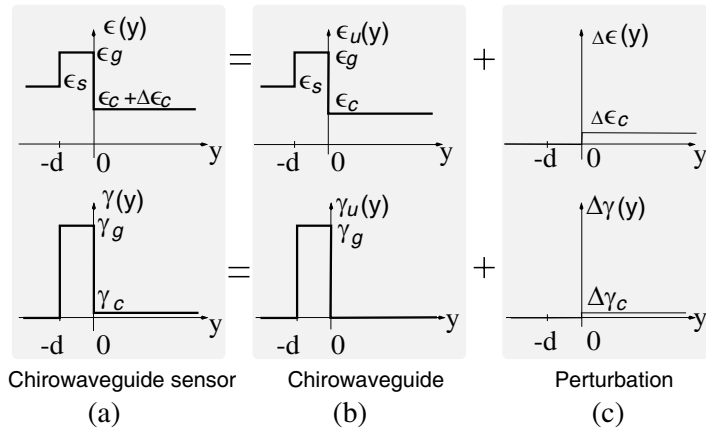 ϵ(y) = ϵu(y) + Δϵ(y)
ϵg ϵg
ϵs ϵs
ϵc +Δϵc ϵc Δϵc
-d 0 y -d 0 y -d 0 y
γ(y) = γu(y) + Δγ(y)
γg γg
γc Δγc
-d 0 y -d 0 y -d 0 y
Chirowaveguide sensor Chirowaveguide Perturbation
(a) (b) (c)